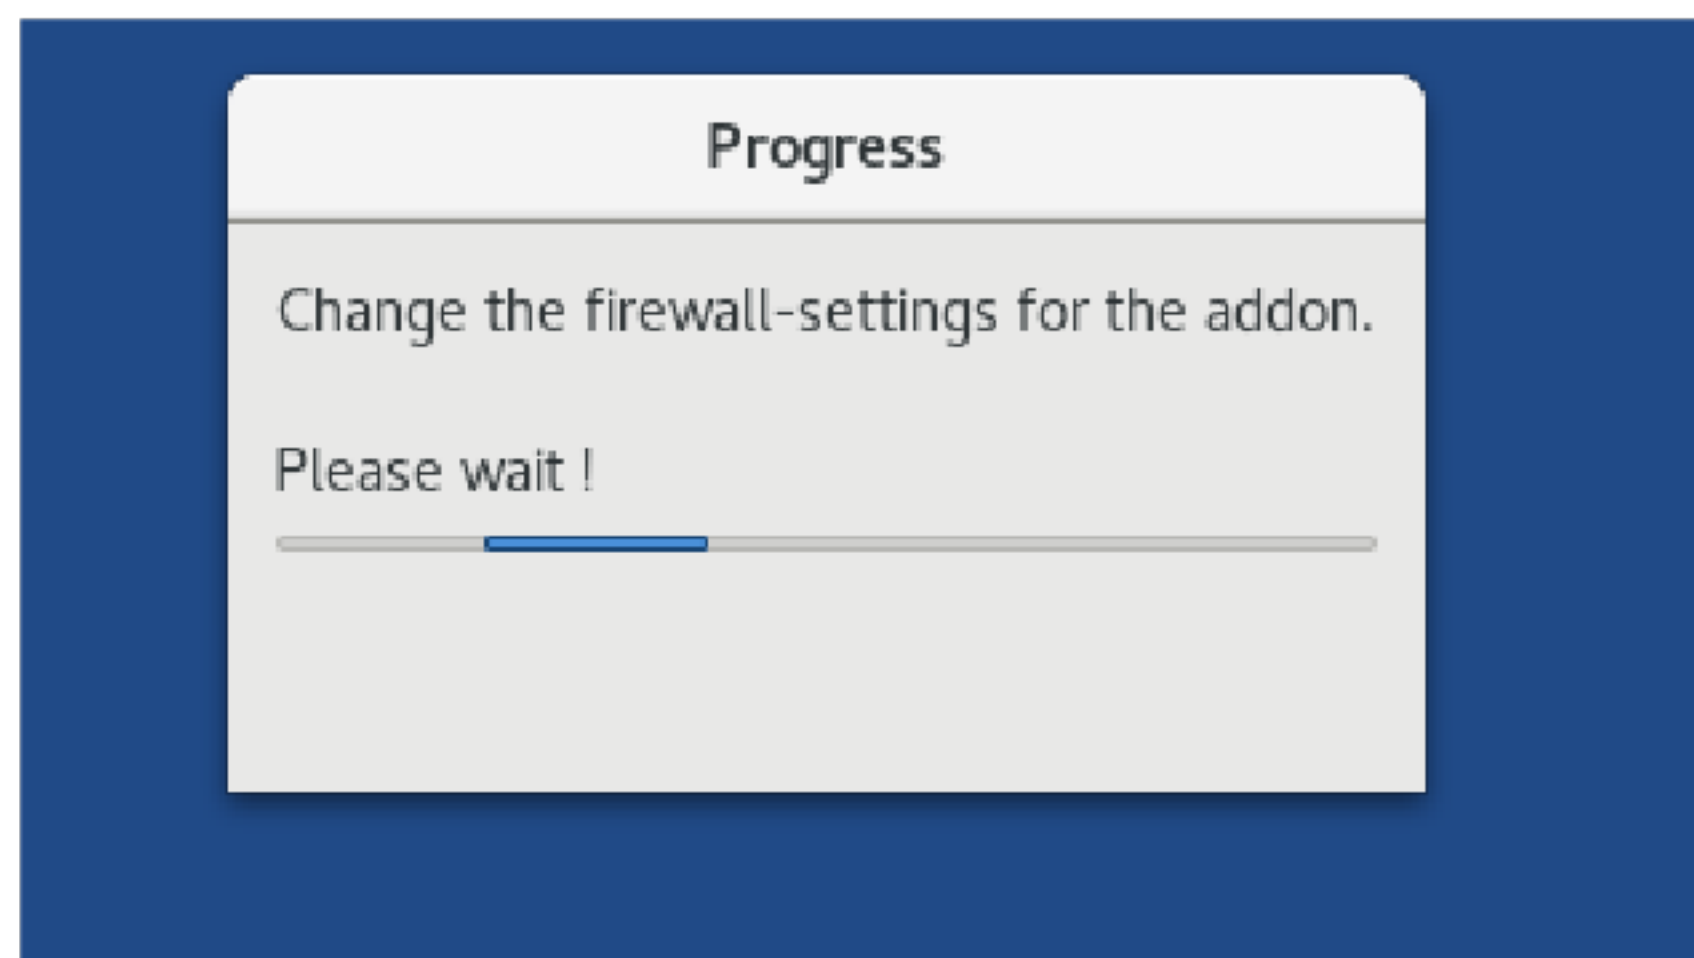 Progress
Change the firewall-settings for the addon.
Please wait !